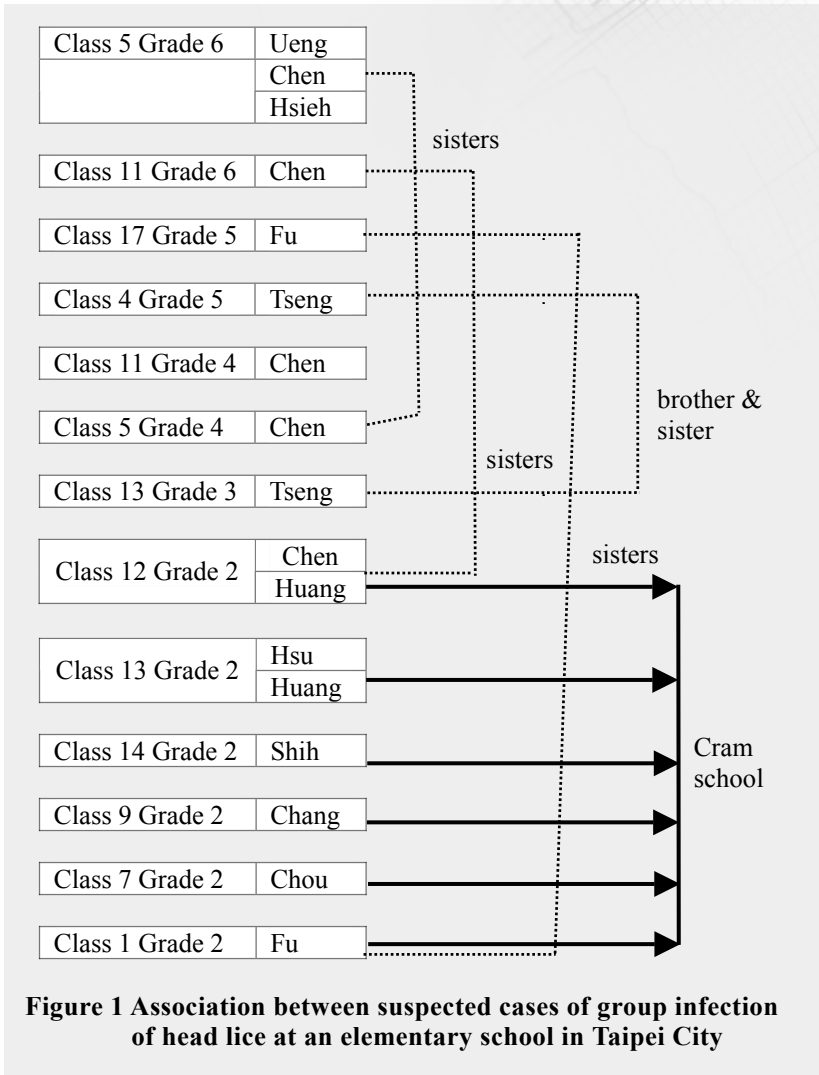 Class 5 Grade 6 Ueng
Chen
Hsieh
sisters
Class 11 Grade 6 Chen
Class 17 Grade 5 Fu
Class 4 Grade 5 Tseng
Class 11 Grade 4 Chen
brother &
sister
Class 5 Grade 4 Chen
sisters
Class 13 Grade 3 Tseng
Class 12 Grade 2 Chen
Huang
sisters
Class 13 Grade 2 Hsu
Huang
Class 14 Grade 2 Shih
Cram
school
Class 9 Grade 2 Chang
Class 7 Grade 2 Chou
Class 1 Grade 2 Fu
Figure 1 Association between suspected cases of group infection
of head lice at an elementary school in Taipei City